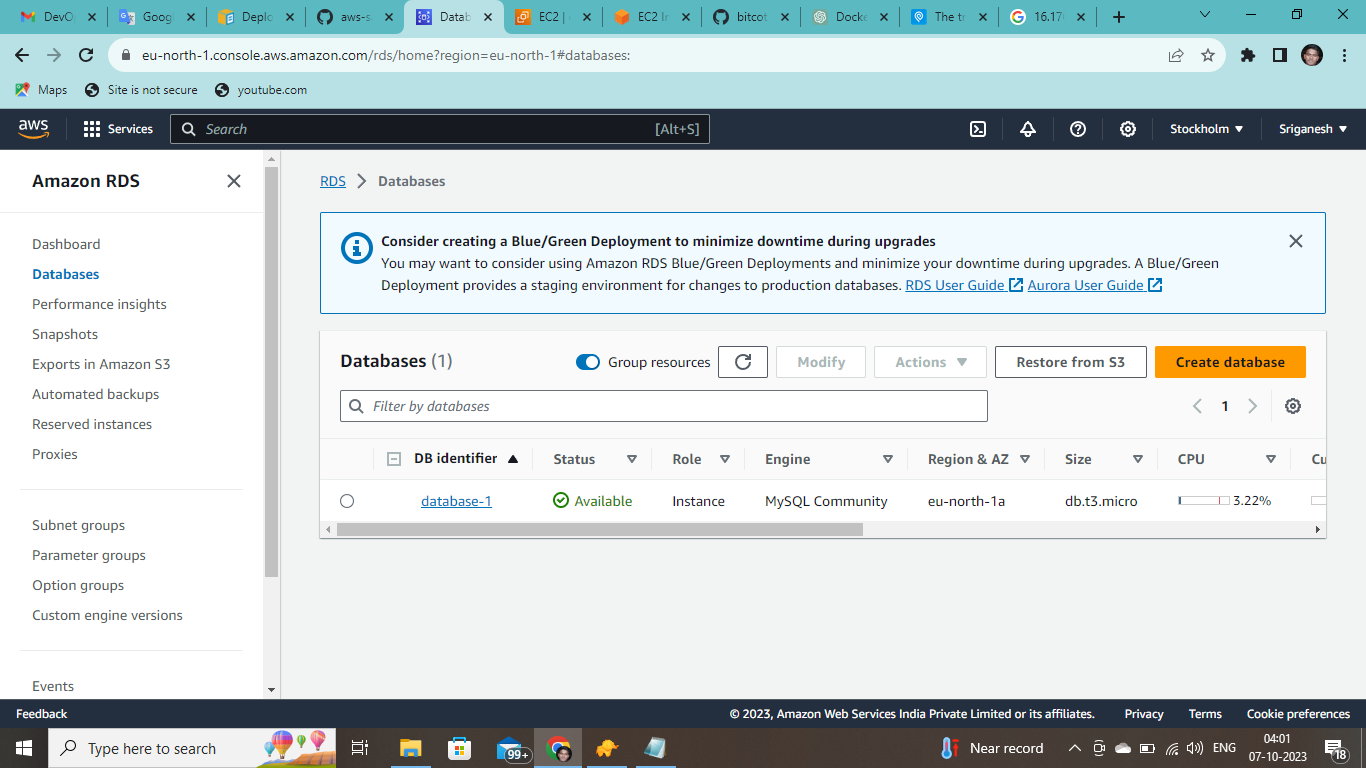 DevO
Goog
Deplo
aws-s
Datab
EC2 |
EC2 In
bitcot
Docke
The t
16.17
eu-north-1.console.aws.amazon.com/rds/home?region=eu-north-1#databases:
Maps
Site is not secure
youtube.com
aws
Services
Search
[Alt+S]
Stockholm
Sriganesh
Amazon RDS
Dashboard
Databases
Performance insights
Snapshots
Exports in Amazon S3
Automated backups
Reserved instances
Proxies
Subnet groups
Parameter groups
Option groups
Custom engine versions
Events
RDS > Databases
Consider creating a Blue/Green Deployment to minimize downtime during upgrades
You may want to consider using Amazon RDS Blue/Green Deployments and minimize your downtime during upgrades. A Blue/Green
Deployment provides a staging environment for changes to production databases. RDS User Guide Aurora User Guide
Databases (1)
Group resources
Modify
Actions
Restore from S3
Create database
Filter by databases
1
DB identifier Status Role Engine Region & AZ Size CPU Cu
database-1 Available Instance MySQL Community eu-north-1a db.t3.micro 3.22%
Feedback
© 2023, Amazon Web Services India Private Limited or its affiliates.
Privacy
Terms
Cookie preferences
Type here to search
99+
Near record
ENG
04:01
07-10-2023
18